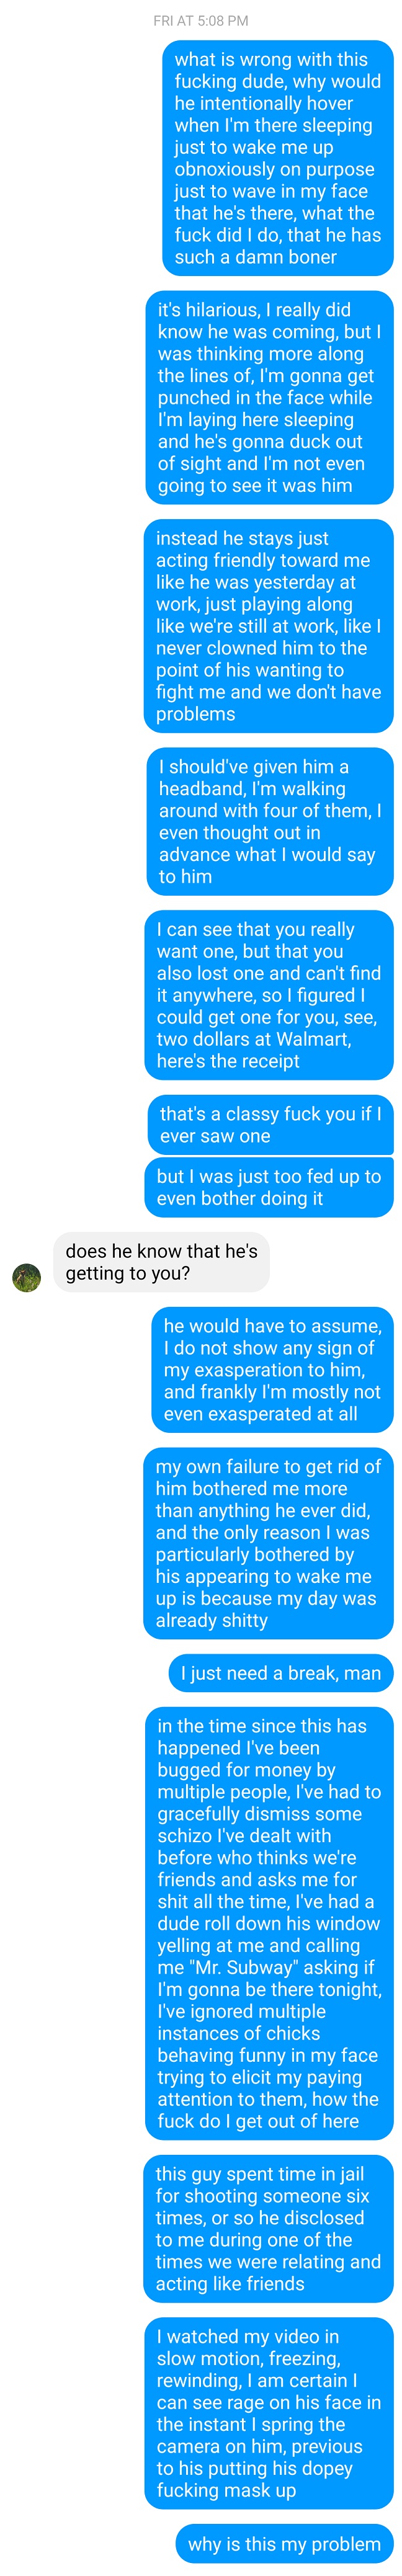 FRI AT 5:08 PM
what is wrong with this
fucking dude, why would
he intentionally hover
when I'm there sleeping
just to wake me up
obnoxiously on purpose
just to wave in my face
that he's there, what the
fuck did I do, that he has
such a damn boner
it's hilarious, I really did
know he was coming, but I
was thinking more along
the lines of, I'm gonna get
punched in the face while
I'm laying here sleeping
and he's gonna duck out
of sight and I'm not even
going to see it was him
instead he stays just
acting friendly toward me
like he was yesterday at
work, just playing along
like we're still at work, like I
never clowned him to the
point of his wanting to
fight me and we don't have
problems
I should've given him a
headband, I'm walking
around with four of them, I
even thought out in
advance what I would say
to him
I can see that you really
want one, but that you
also lost one and can't find
it anywhere, so I figured I
could get one for you, see,
two dollars at Walmart,
here's the receipt
that's a classy fuck you if I
ever saw one
but I was just too fed up to
even bother doing it
does he know that he's
getting to you?
he would have to assume,
I do not show any sign of
my exasperation to him,
and frankly I'm mostly not
even exasperated at all
my own failure to get rid of
him bothered me more
than anything he ever did,
and the only reason I was
particularly bothered by
his appearing to wake me
up is because my day was
already shitty
I just need a break, man
in the time since this has
happened I've been
bugged for money by
multiple people, I've had to
gracefully dismiss some
schizo I've dealt with
before who thinks we're
friends and asks me for
shit all the time, I've had a
dude roll down his window
yelling at me and calling
me "Mr. Subway" asking if
I'm gonna be there tonight,
I've ignored multiple
instances of chicks
behaving funny in my face
trying to elicit my paying
attention to them, how the
fuck do I get out of here
this guy spent time in jail
for shooting someone six
times, or so he disclosed
to me during one of the
times we were relating and
acting like friends
I watched my video in
slow motion, freezing,
rewinding, I am certain I
can see rage on his face in
the instant I spring the
camera on him, previous
to his putting his dopey
fucking mask up
why is this my problem